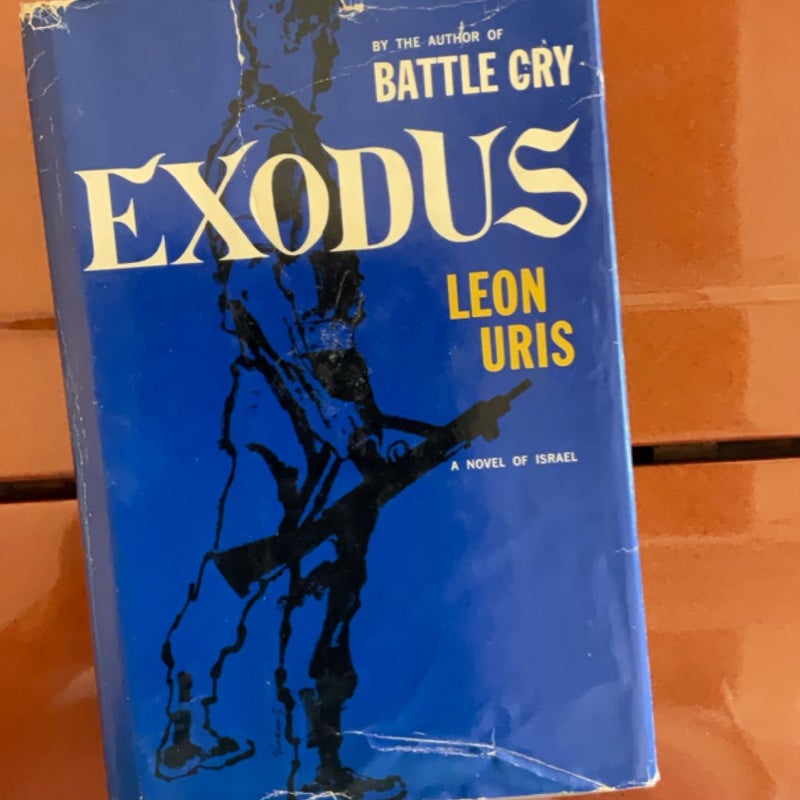 BY THE AUTHOR OF
BATTLE CRY
EXODUS
LEON
URIS
A NOVEL OF ISRAEL